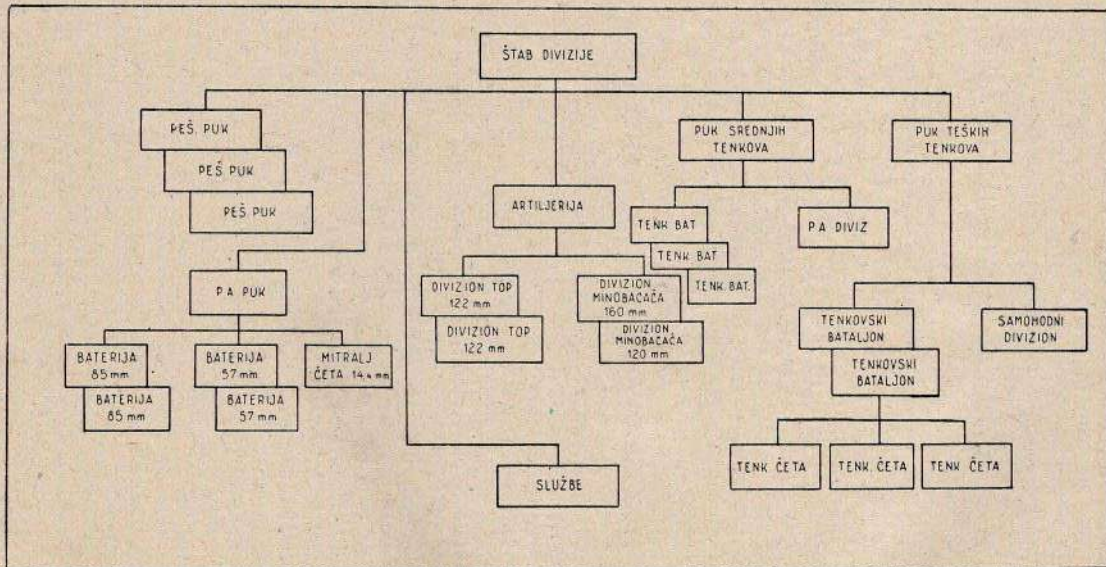 ŠTAB DIVIZIJE
PEŠ. PUK
PEŠ. PUK
PEŠ. PUK
PUK SREDNJIH
TENKOVA
PUK TEŠKIH
TENKOVA
ARTILJERIJA
TENK BAT
TENK BAT
TENK. BAT.
P A DIVIZ
P A PUK
DIVIZION TOP
122 mm
DIVIZION TOP
122 mm
DIVIZION
MINOBACAČA
160 mm
DIVIZION
MINOBACAČA
120 mm
TENKOVSKI
BATALJON
TENKOVSKI
BATALJON
SAMOHODNI
DIVIZION
BATERIJA
85 mm
BATERIJA
85 mm
BATERIJA
57 mm
BATERIJA
57 mm
MITRALJ
ČETA 14,4 mm
TENK ČETA
TENK. ČETA
TENK ČETA
SLUŽBE